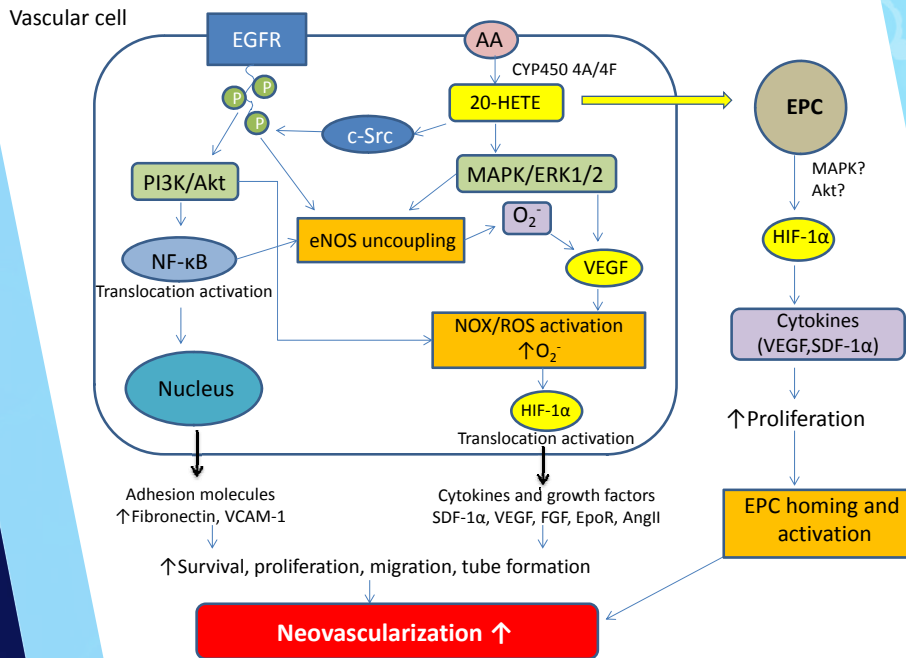 Vascular cell
EGFR
AA
CYP450 4A/4F
P
P
P
20-HETE
EPC
c-Src
MAPK?
Akt?
PI3K/Akt
MAPK/ERK1/2
O₂⁻
eNOS uncoupling
HIF-1α
NF-κB
Translocation activation
VEGF
NOX/ROS activation
↑O₂⁻
Cytokines
(VEGF,SDF-1α)
Nucleus
HIF-1α
Translocation activation
↑Proliferation
Adhesion molecules
↑Fibronectin, VCAM-1
Cytokines and growth factors
SDF-1α, VEGF, FGF, EpoR, AngII
EPC homing and
activation
↑Survival, proliferation, migration, tube formation
Neovascularization ↑